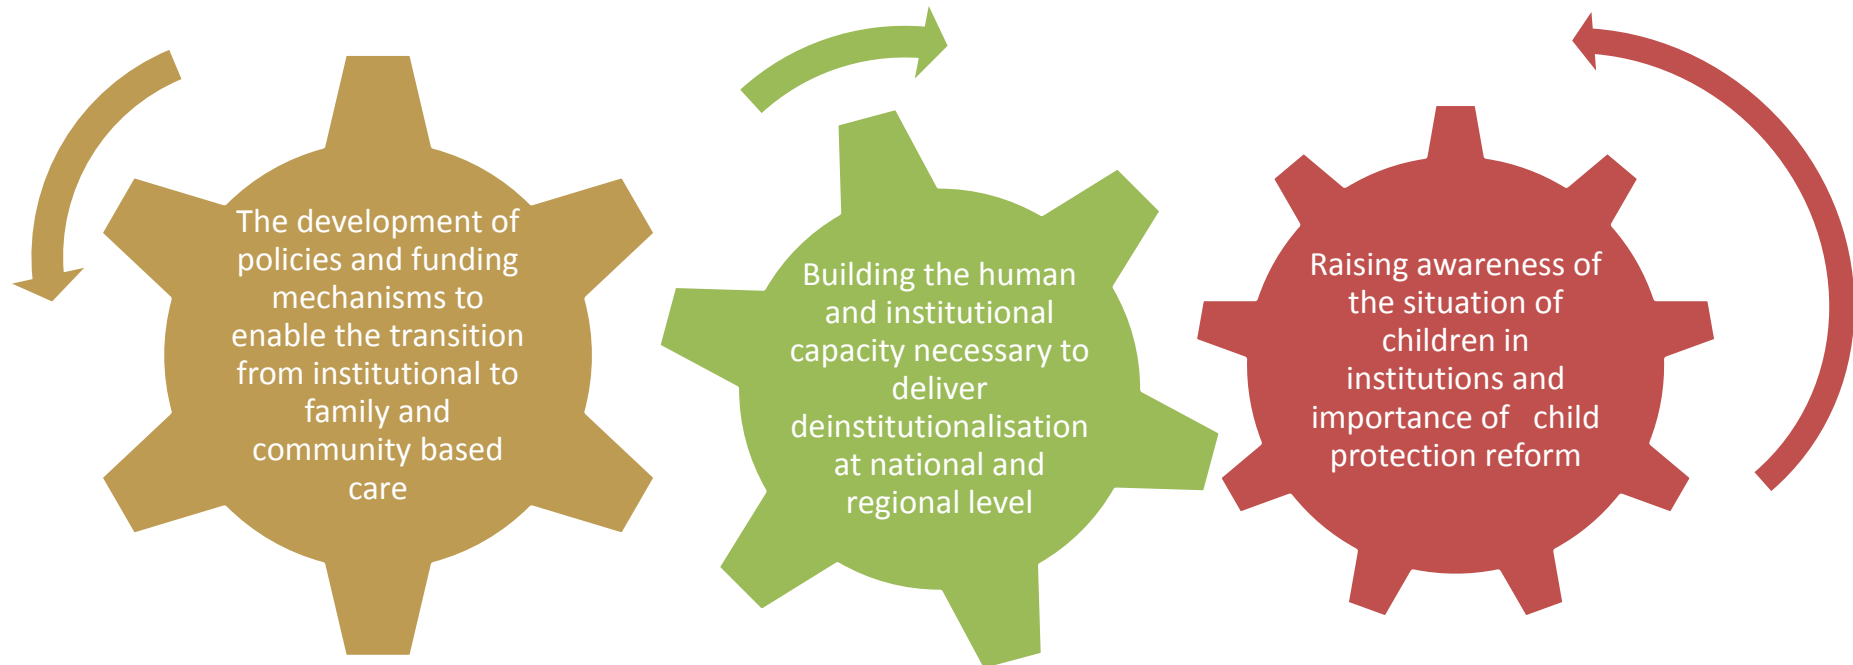 The development of
policies and funding
mechanisms to
enable the transition
from institutional to
family and
community based
care
Building the human
and institutional
capacity necessary to
deliver
deinstitutionalisation
at national and
regional level
Raising awareness of
the situation of
children in
institutions and
importance of child
protection reform